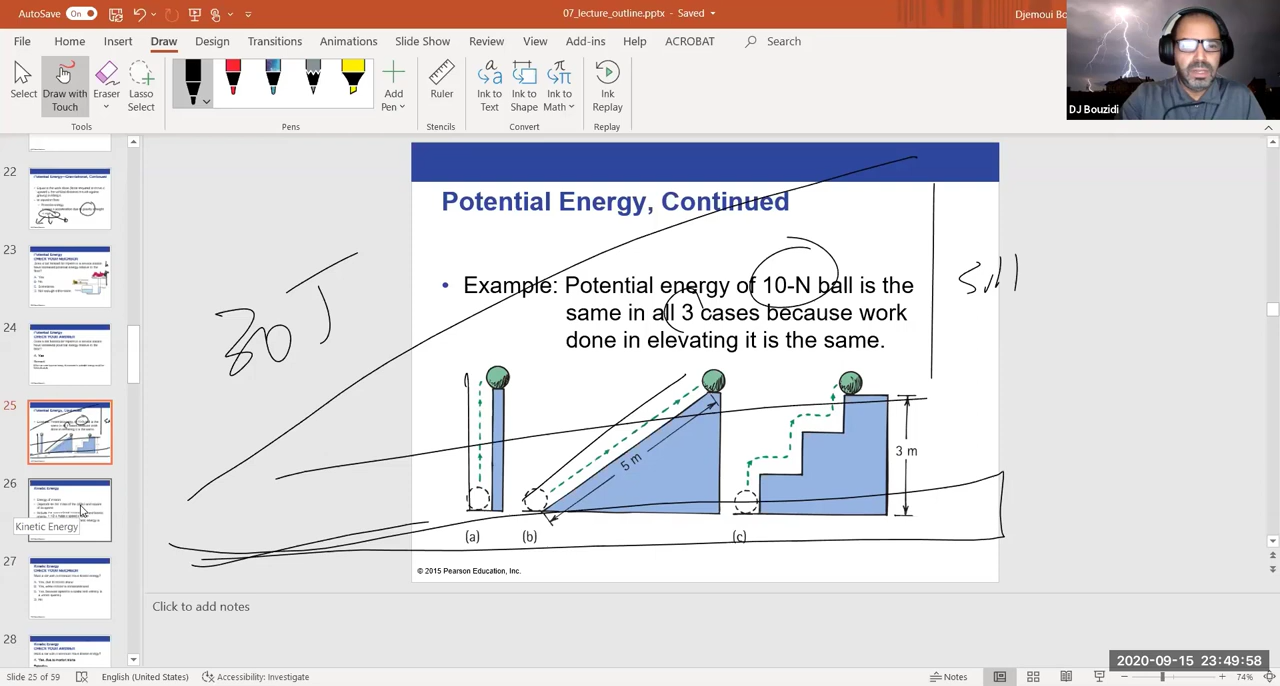 AutoSave On 07_lecture_outline.pptx - Saved Djemoui Bo
File Home Insert Draw Design Transitions Animations Slide Show Review View Add-ins Help ACROBAT Search
Select Draw with Touch Eraser Lasso Select Add Pen Ruler Ink to Text Ink to Shape Ink to Math Ink Replay
Tools Pens Stencils Convert Replay
DJ Bouzidi
22
23
24
25
26
Kinetic Energy
27
28
Potential Energy, Continued
• Example: Potential energy of 10-N ball is the
same in all 3 cases because work
done in elevating it is the same.
30 J
5 m
3 m
(a) (b) (c)
© 2015 Pearson Education, Inc.
Click to add notes
2020-09-15 23:49:58
Slide 25 of 59 English (United States) Accessibility: Investigate Notes 74%